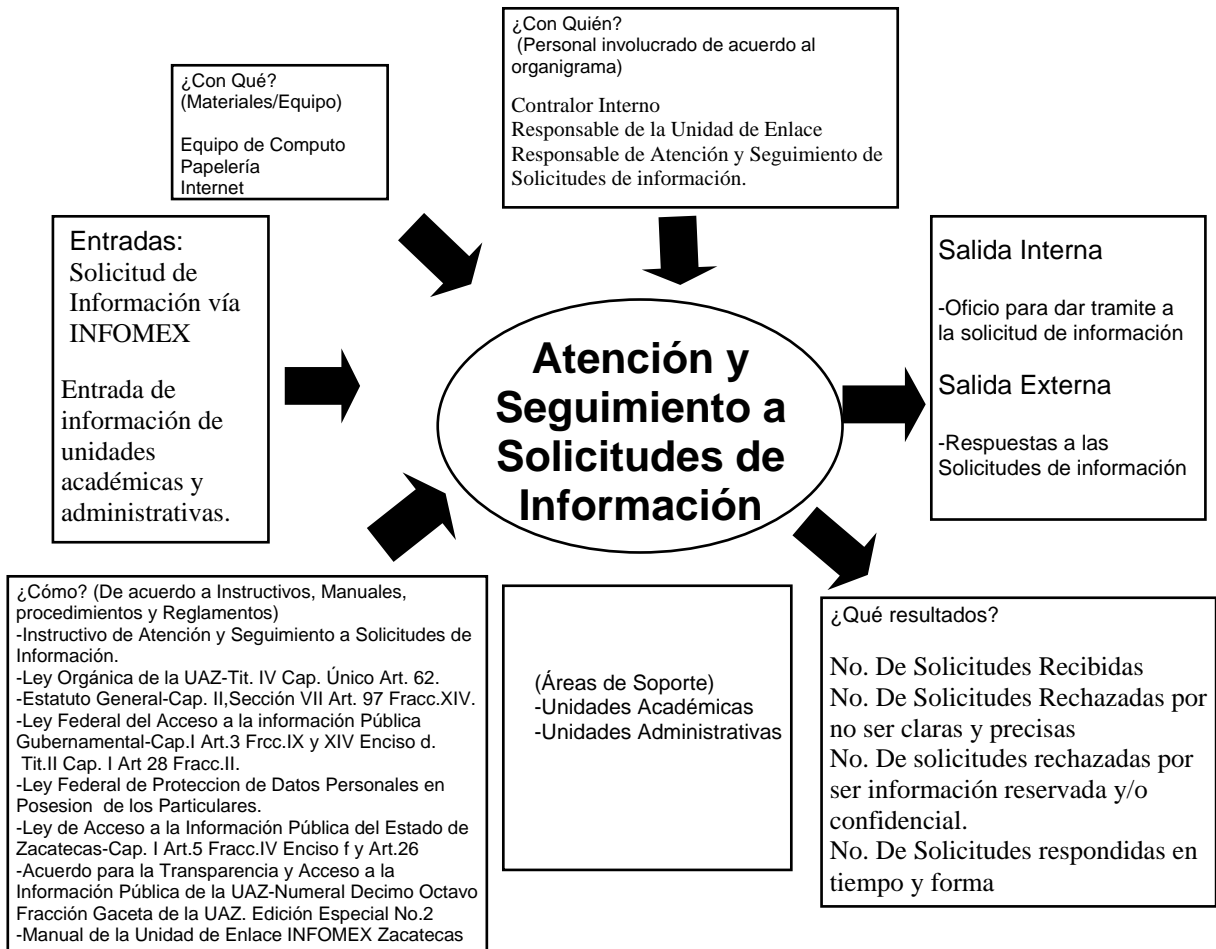 ¿Con Qué?
(Materiales/Equipo)
Equipo de Computo
Papelería
Internet
¿Con Quién?
(Personal involucrado de acuerdo al
organigrama)
Contralor Interno
Responsable de la Unidad de Enlace
Responsable de Atención y Seguimiento de
Solicitudes de información.
Entradas:
Solicitud de
Información vía
INFOMEX
Entrada de
información de
unidades
académicas y
administrativas.
Atención y
Seguimiento a
Solicitudes de
Información
Salida Interna
-Oficio para dar tramite a
la solicitud de información
Salida Externa
-Respuestas a las
Solicitudes de información
¿Cómo? (De acuerdo a Instructivos, Manuales,
procedimientos y Reglamentos)
-Instructivo de Atención y Seguimiento a Solicitudes de
Información.
-Ley Orgánica de la UAZ-Tit. IV Cap. Único Art. 62.
-Estatuto General-Cap. II,Sección VII Art. 97 Fracc.XIV.
-Ley Federal del Acceso a la información Pública
Gubernamental-Cap.I Art.3 Frcc.IX y XIV Enciso d.
Tit.II Cap. I Art 28 Fracc.II.
-Ley Federal de Proteccion de Datos Personales en
Posesion de los Particulares.
-Ley de Acceso a la Información Pública del Estado de
Zacatecas-Cap. I Art.5 Fracc.IV Enciso f y Art.26
-Acuerdo para la Transparencia y Acceso a la
Información Pública de la UAZ-Numeral Decimo Octavo
Fracción Gaceta de la UAZ. Edición Especial No.2
-Manual de la Unidad de Enlace INFOMEX Zacatecas
(Áreas de Soporte)
-Unidades Académicas
-Unidades Administrativas
¿Qué resultados?
No. De Solicitudes Recibidas
No. De Solicitudes Rechazadas por
no ser claras y precisas
No. De solicitudes rechazadas por
ser información reservada y/o
confidencial.
No. De Solicitudes respondidas en
tiempo y forma